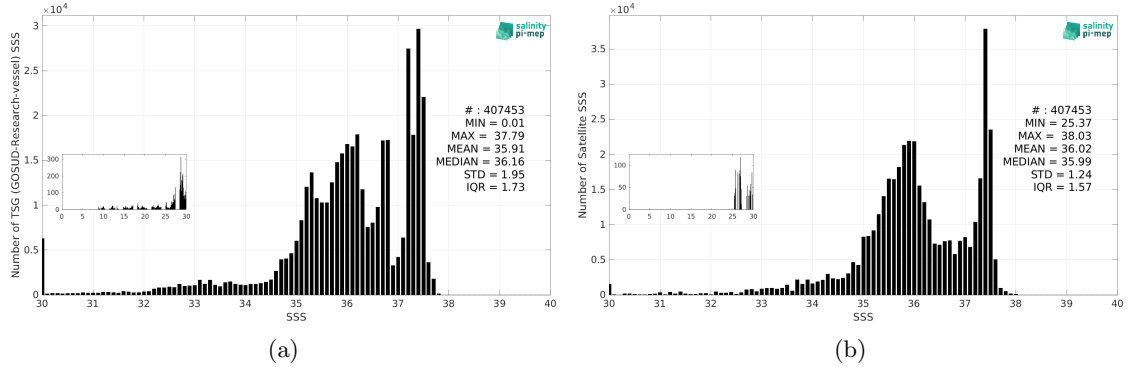 ×10⁴
3
2.5
2
1.5
1
0.5
0
Number of TSG (GOSUD-Research-vessel) SSS
salinity
pi-mep
# : 407453
MIN = 0.01
MAX = 37.79
MEAN = 35.91
MEDIAN = 36.16
STD = 1.95
IQR = 1.73
300
200
100
0
0 5 10 15 20 25 30
30 31 32 33 34 35 36 37 38 39 40
SSS
(a)
×10⁴
3.5
3
2.5
2
1.5
1
0.5
0
Number of Satellite SSS
salinity
pi-mep
# : 407453
MIN = 25.37
MAX = 38.03
MEAN = 36.02
MEDIAN = 35.99
STD = 1.24
IQR = 1.57
100
50
0
0 5 10 15 20 25 30
30 31 32 33 34 35 36 37 38 39 40
SSS
(b)